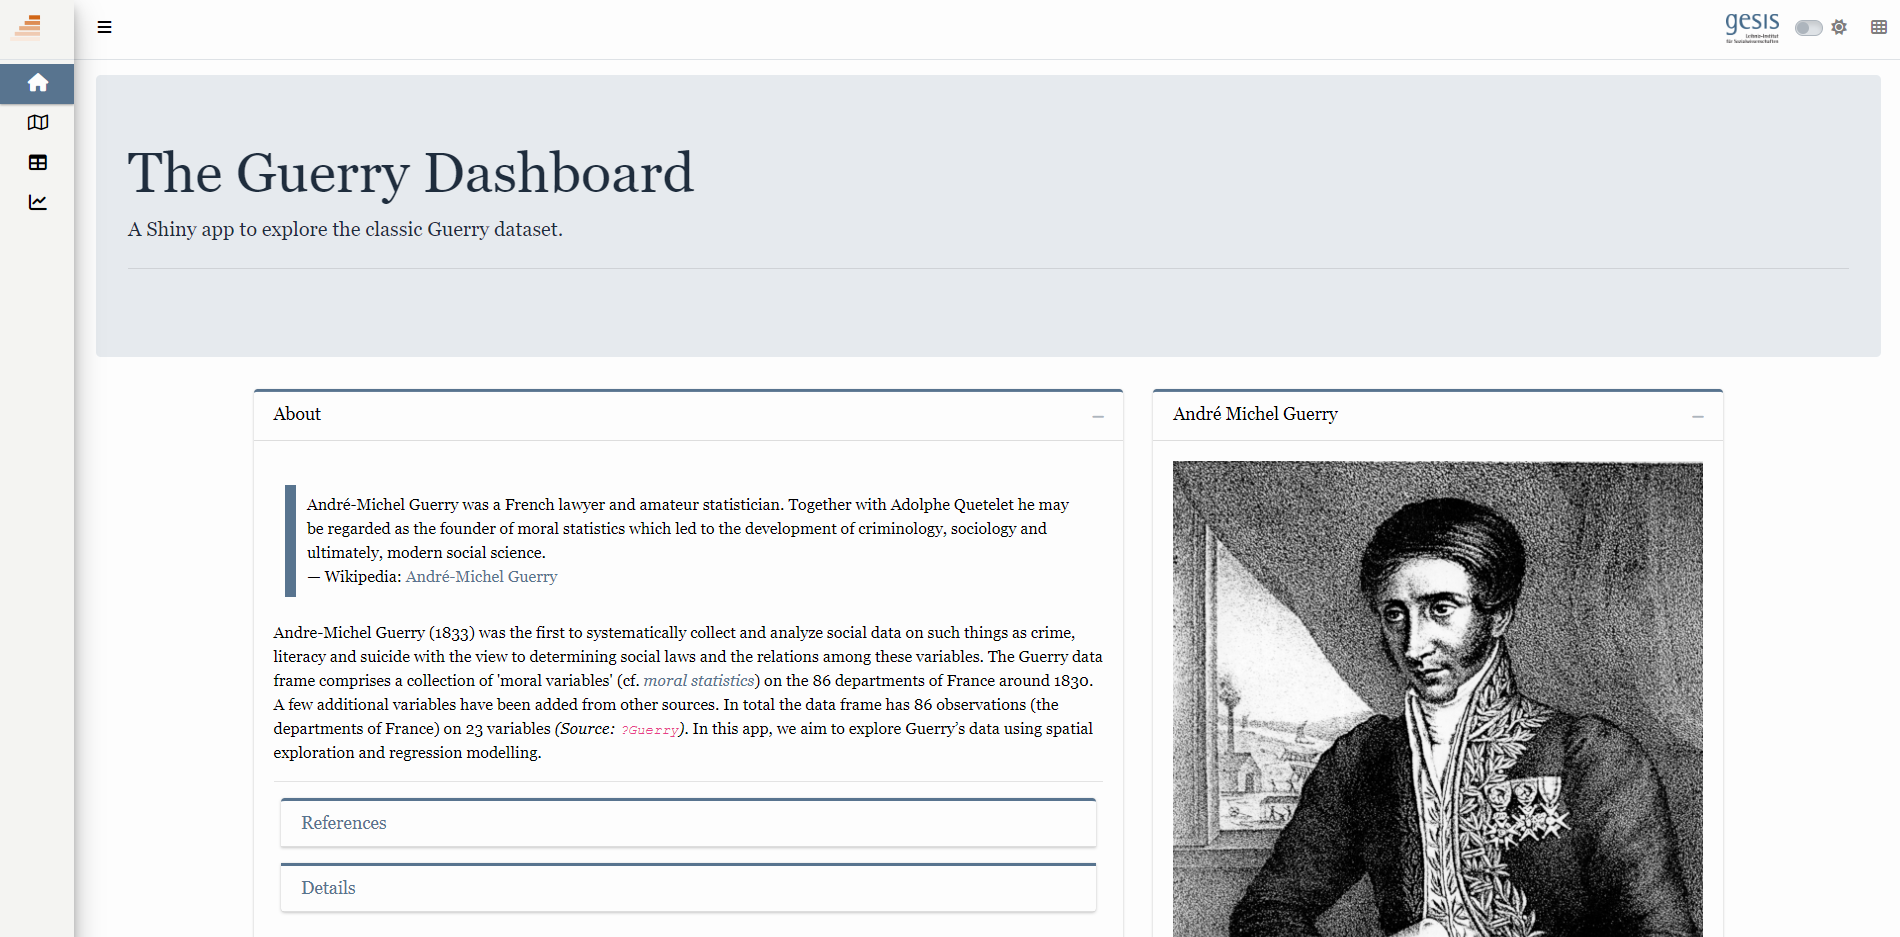 gesis
Leibniz-Institut
für Sozialwissenschaften
The Guerry Dashboard
A Shiny app to explore the classic Guerry dataset.
About
André-Michel Guerry was a French lawyer and amateur statistician. Together with Adolphe Quetelet he may
be regarded as the founder of moral statistics which led to the development of criminology, sociology and
ultimately, modern social science.
— Wikipedia: André-Michel Guerry
Andre-Michel Guerry (1833) was the first to systematically collect and analyze social data on such things as crime,
literacy and suicide with the view to determining social laws and the relations among these variables. The Guerry data
frame comprises a collection of 'moral variables' (cf. moral statistics) on the 86 departments of France around 1830.
A few additional variables have been added from other sources. In total the data frame has 86 observations (the
departments of France) on 23 variables (Source: ?Guerry). In this app, we aim to explore Guerry’s data using spatial
exploration and regression modelling.
References
Details
André Michel Guerry